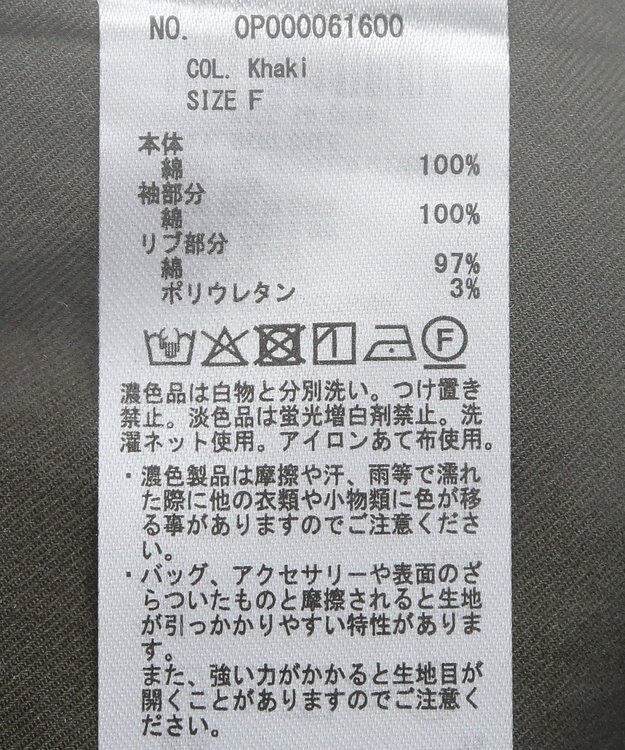 NO. OP000061600
COL. Khaki
SIZE F
本体
綿 100%
袖部分
綿 100%
リブ部分
綿 97%
ポリウレタン 3%
F
濃色品は白物と分別洗い。つけ置き
禁止。淡色品は蛍光増白剤禁止。洗
濯ネット使用。アイロンあて布使用。
・濃色製品は摩擦や汗、雨等で濡れ
た際に他の衣類や小物類に色が移
る事がありますのでご注意くださ
い。
・バッグ、アクセサリーや表面のざ
らついたものと摩擦されると生地
が引っかかりやすい特性がありま
す。
また、強い力がかかると生地目が
開くことがありますのでご注意く
ださい。